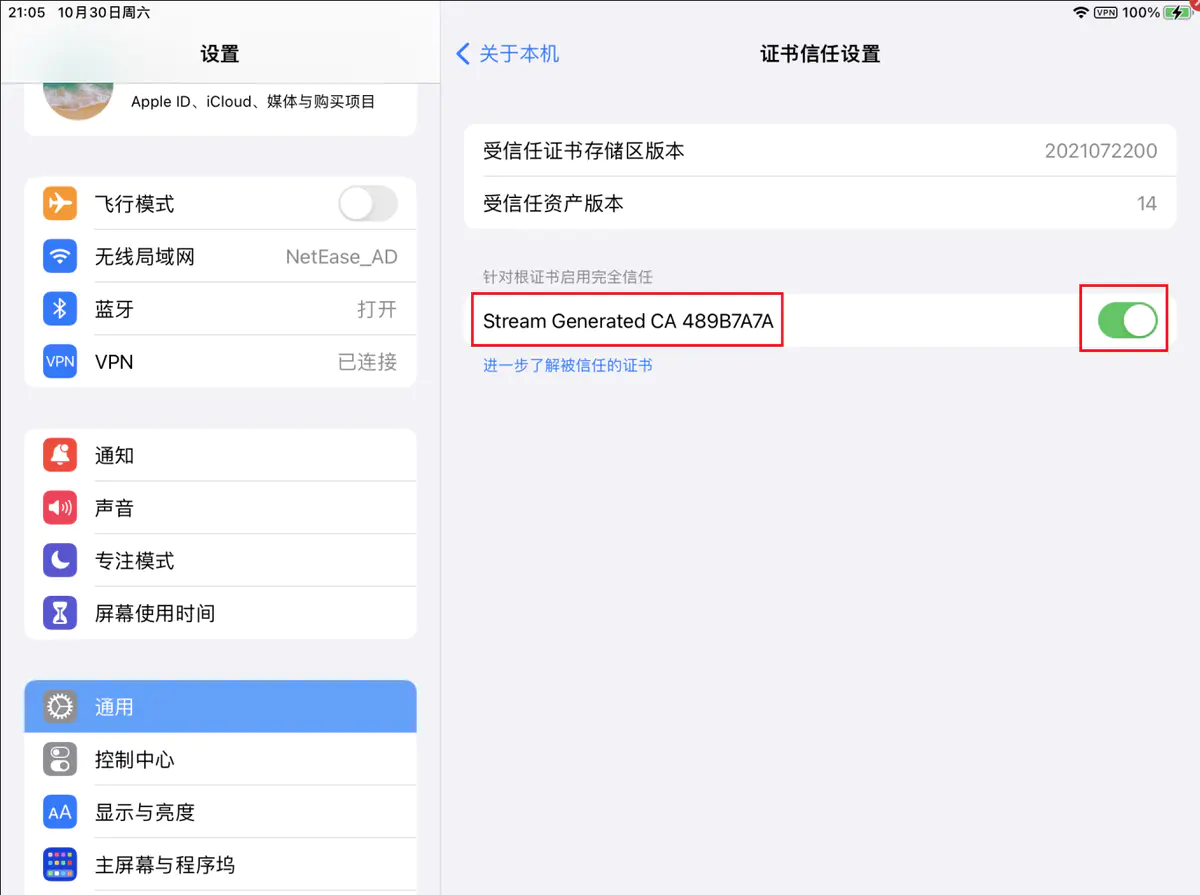 21:05 10月30日周六
VPN 100%
设置
Apple ID、iCloud、媒体与购买项目
飞行模式
无线局域网 NetEase_AD
蓝牙 打开
VPN VPN 已连接
通知
声音
专注模式
屏幕使用时间
通用
控制中心
AA 显示与亮度
主屏幕与程序坞
关于本机 证书信任设置
受信任证书存储区版本 2021072200
受信任资产版本 14
针对根证书启用完全信任
Stream Generated CA 489B7A7A
进一步了解被信任的证书